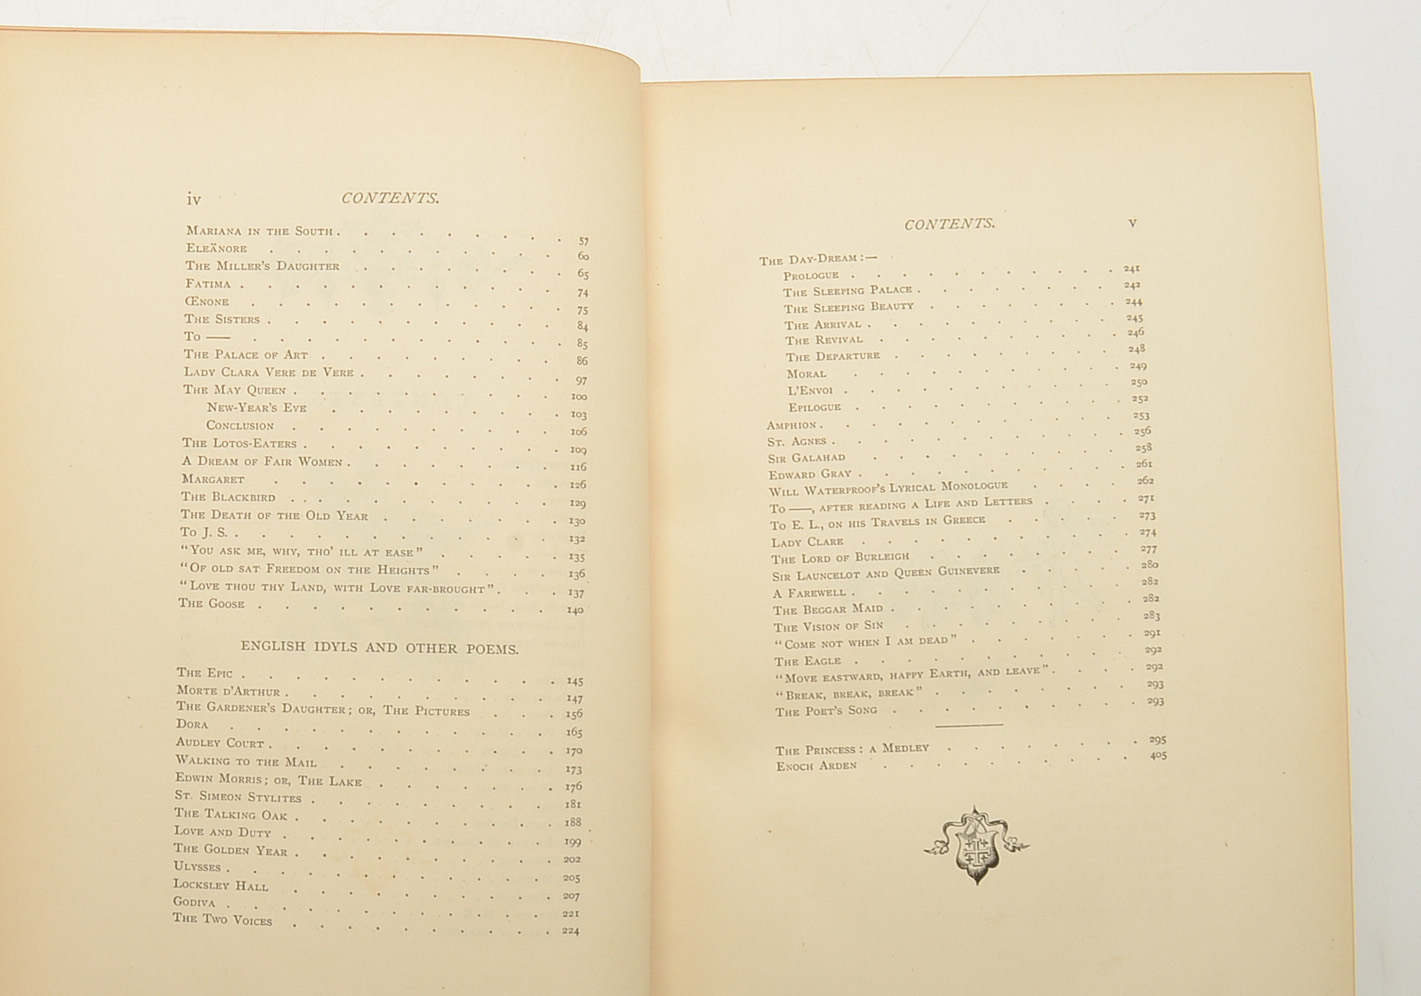 iv CONTENTS.
MARIANA IN THE SOUTH . . . . . . . . . 57
ELEÄNORE . . . . . . . . . . . 60
THE MILLER'S DAUGHTER . . . . . . . . 65
FATIMA . . . . . . . . . . . . 74
ŒNONE . . . . . . . . . . . . 75
THE SISTERS . . . . . . . . . . . 84
TO —— . . . . . . . . . . . . 85
THE PALACE OF ART . . . . . . . . . 86
LADY CLARA VERE DE VERE . . . . . . . . 97
THE MAY QUEEN . . . . . . . . . . 100
NEW-YEAR'S EVE . . . . . . . . . 103
CONCLUSION . . . . . . . . . . 106
THE LOTOS-EATERS . . . . . . . . . 109
A DREAM OF FAIR WOMEN . . . . . . . . 116
MARGARET . . . . . . . . . . . 126
THE BLACKBIRD . . . . . . . . . . 129
THE DEATH OF THE OLD YEAR . . . . . . . 130
TO J. S. . . . . . . . . . . . . 132
"YOU ASK ME, WHY, THO' ILL AT EASE" . . . . . 135
"OF OLD SAT FREEDOM ON THE HEIGHTS" . . . . 136
"LOVE THOU THY LAND, WITH LOVE FAR-BROUGHT" . . . 137
THE GOOSE . . . . . . . . . . . 140
ENGLISH IDYLS AND OTHER POEMS.
THE EPIC . . . . . . . . . . . . 145
MORTE D'ARTHUR . . . . . . . . . . 147
THE GARDENER'S DAUGHTER; OR, THE PICTURES . . . 156
DORA . . . . . . . . . . . . 165
AUDLEY COURT . . . . . . . . . . . 170
WALKING TO THE MAIL . . . . . . . . 173
EDWIN MORRIS; OR, THE LAKE . . . . . . . 176
ST. SIMEON STYLITES . . . . . . . . . 181
THE TALKING OAK . . . . . . . . . . 188
LOVE AND DUTY . . . . . . . . . . 199
THE GOLDEN YEAR . . . . . . . . . . 202
ULYSSES . . . . . . . . . . . . 205
LOCKSLEY HALL . . . . . . . . . . 207
GODIVA . . . . . . . . . . . . 221
THE TWO VOICES . . . . . . . . . . 224
CONTENTS. v
THE DAY-DREAM:—
PROLOGUE . . . . . . . . . . . 241
THE SLEEPING PALACE . . . . . . . . 242
THE SLEEPING BEAUTY . . . . . . . . 244
THE ARRIVAL . . . . . . . . . . 245
THE REVIVAL . . . . . . . . . . 246
THE DEPARTURE . . . . . . . . . 248
MORAL . . . . . . . . . . . 249
L'ENVOI . . . . . . . . . . . 250
EPILOGUE . . . . . . . . . . . 252
AMPHION . . . . . . . . . . . . 253
ST. AGNES . . . . . . . . . . . . 256
SIR GALAHAD . . . . . . . . . . 258
EDWARD GRAY . . . . . . . . . . . 261
WILL WATERPROOF'S LYRICAL MONOLOGUE . . . . 262
TO ——, AFTER READING A LIFE AND LETTERS . . . . 271
TO E. L., ON HIS TRAVELS IN GREECE . . . . . 273
LADY CLARE . . . . . . . . . . . 274
THE LORD OF BURLEIGH . . . . . . . . 277
SIR LAUNCELOT AND QUEEN GUINEVERE . . . . . 280
A FAREWELL . . . . . . . . . . . 282
THE BEGGAR MAID . . . . . . . . . . 282
THE VISION OF SIN . . . . . . . . . 283
"COME NOT WHEN I AM DEAD" . . . . . . . 291
THE EAGLE . . . . . . . . . . . 292
"MOVE EASTWARD, HAPPY EARTH, AND LEAVE" . . . . 292
"BREAK, BREAK, BREAK" . . . . . . . . 293
THE POET'S SONG . . . . . . . . . . 293
THE PRINCESS: A MEDLEY . . . . . . . . 295
ENOCH ARDEN . . . . . . . . . . 405